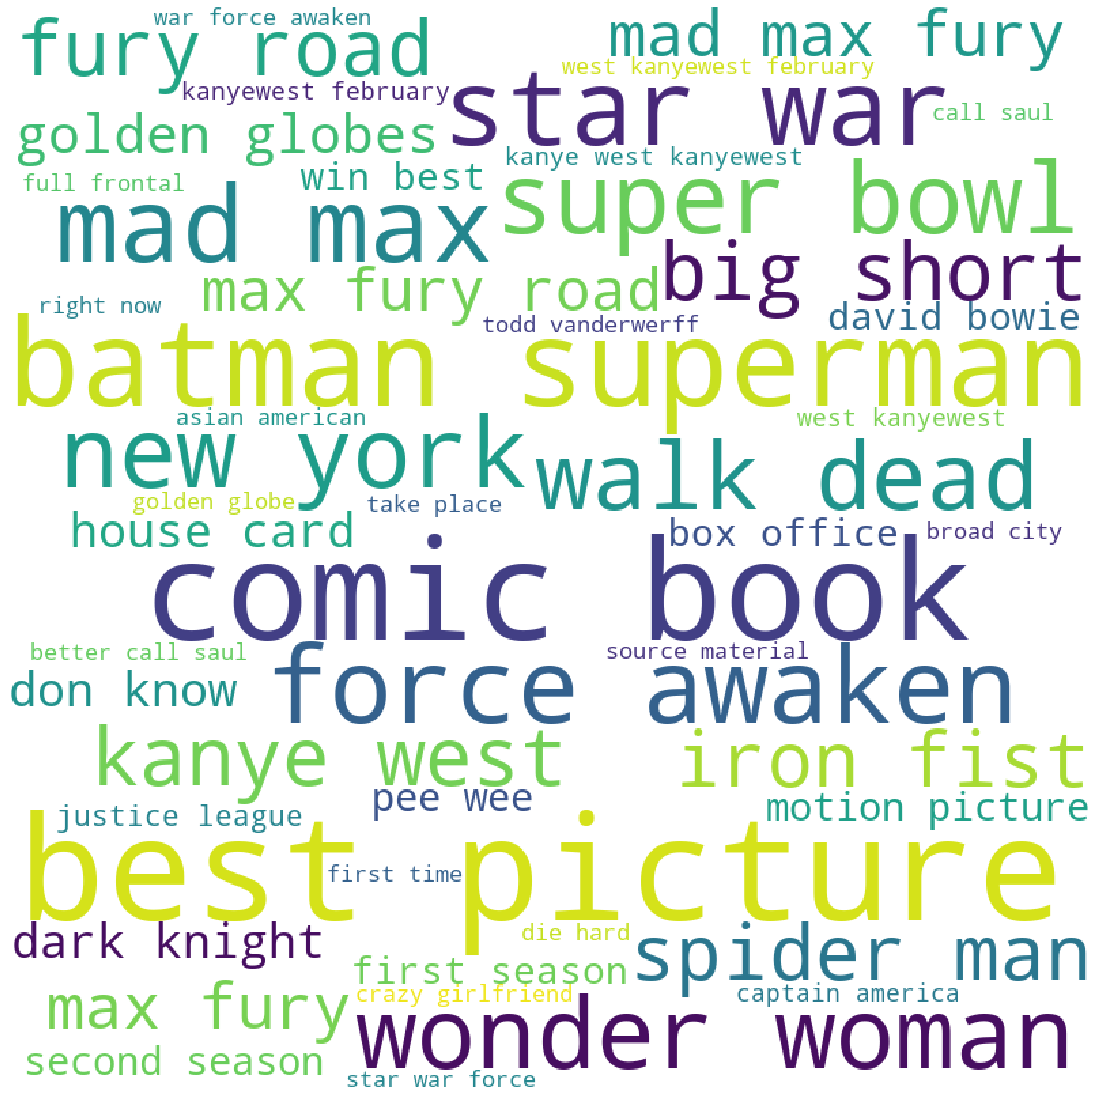 war force awaken
fury road
mad max fury
west kanyewest february
kanyewest february
star war
call saul
golden globes
kanye west kanyewest
full frontal
win best
super bowl
mad max
big short
max fury road
right now
david bowie
todd vanderwerff
batman superman
asian american
west kanyewest
new york
walk dead
golden globe
take place
house card
box office
broad city
comic book
better call saul
source material
don know
force awaken
kanye west
iron fist
pee wee
justice league
motion picture
best picture
first time
dark knight
die hard
spider man
first season
max fury
crazy girlfriend
captain america
wonder woman
second season
star war force